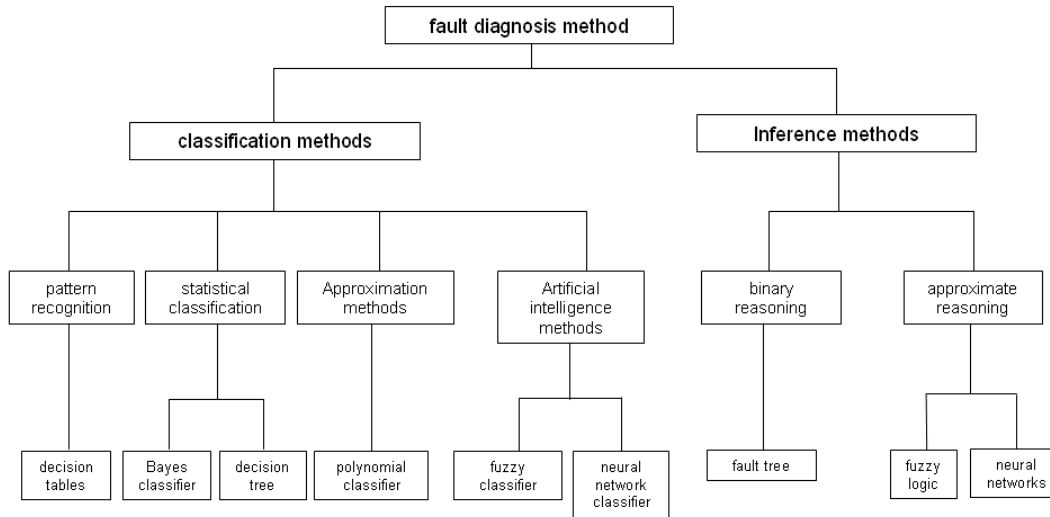 fault diagnosis method
classification methods
Inference methods
pattern
recognition
statistical
classification
Approximation
methods
Artificial
intelligence
methods
binary
reasoning
approximate
reasoning
decision
tables
Bayes
classifier
decision
tree
polynomial
classifier
fuzzy
classifier
neural
network
classifier
fault tree
fuzzy
logic
neural
networks